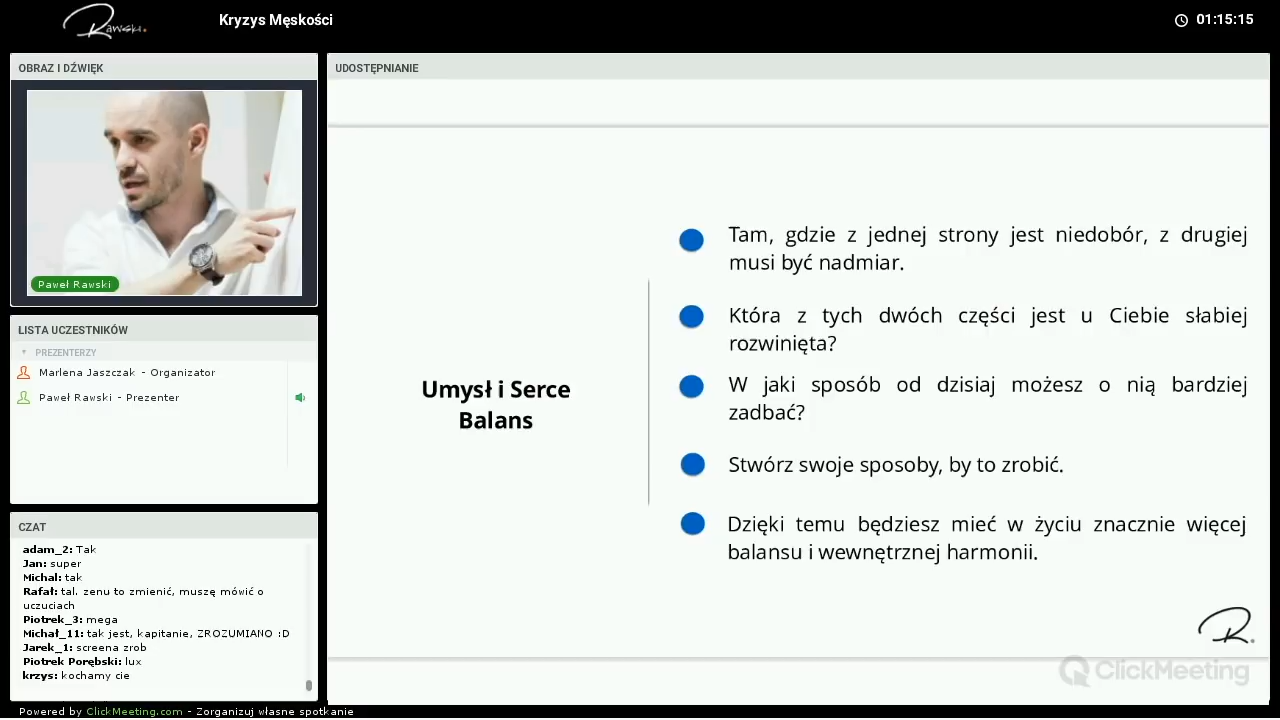 Rawski.
Kryzys Męskości
01:15:15
OBRAZ I DŹWIĘK
Paweł Rawski
LISTA UCZESTNIKÓW
PREZENTERZY
Marlena Jaszczak - Organizator
Paweł Rawski - Prezenter
CZAT
adam_2: Tak
Jan: super
Michal: tak
Rafał: tal. zenu to zmienić, muszę mówić o
uczuciach
Piotrek_3: mega
Michał_11: tak jest, kapitanie, ZROZUMIANO :D
Jarek_1: screena zrob
Piotrek Porębski: lux
krzys: kochamy cie
UDOSTĘPNIANIE
Umysł i Serce
Balans
Tam, gdzie z jednej strony jest niedobór, z drugiej
musi być nadmiar.
Która z tych dwóch części jest u Ciebie słabiej
rozwinięta?
W jaki sposób od dzisiaj możesz o nią bardziej
zadbać?
Stwórz swoje sposoby, by to zrobić.
Dzięki temu będziesz mieć w życiu znacznie więcej
balansu i wewnętrznej harmonii.
R.
ClickMeeting
Powered by ClickMeeting.com - Zorganizuj własne spotkanie